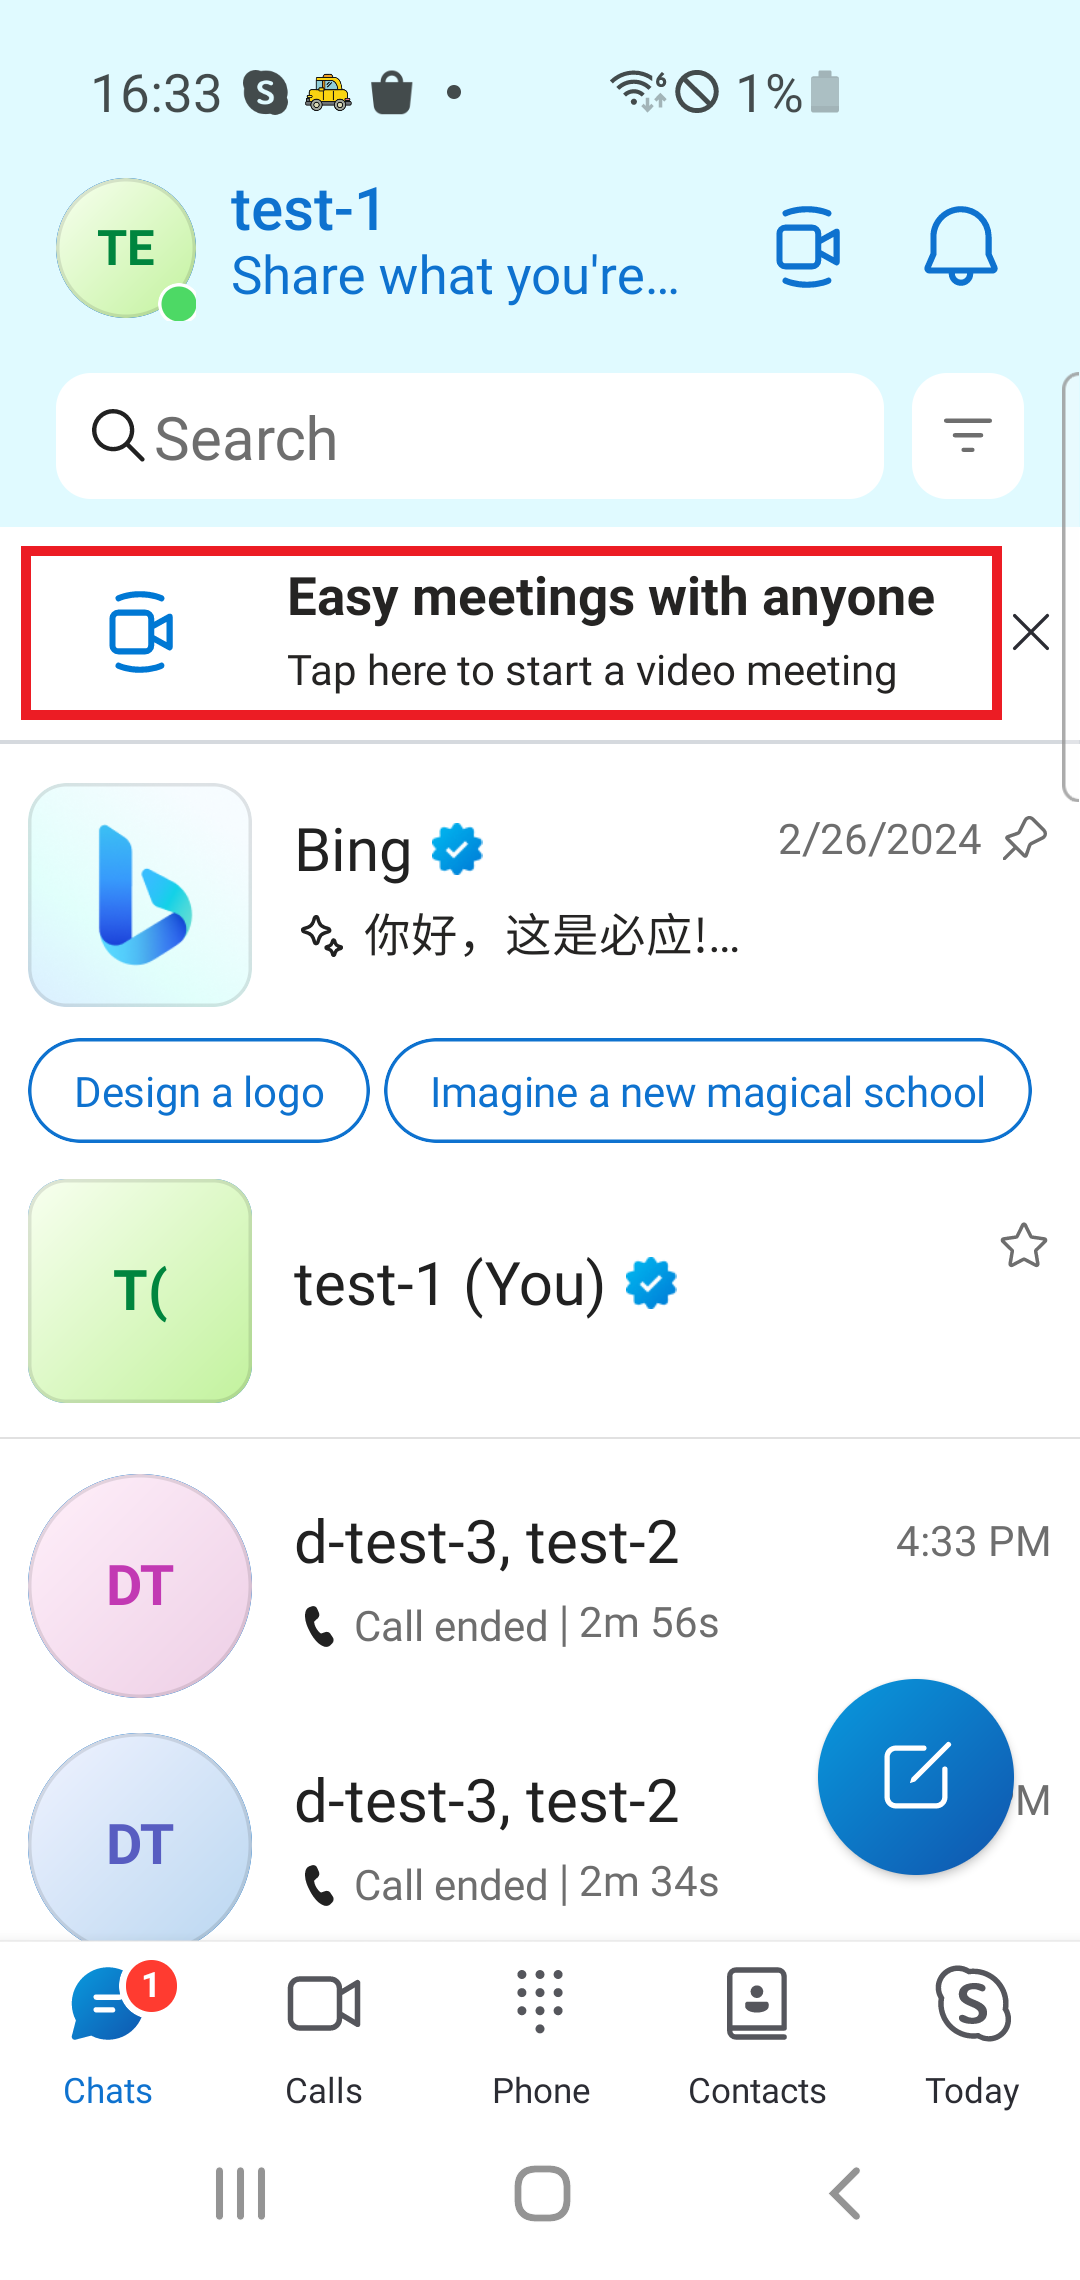 16:33
1%
TE
test-1
Share what you're...
Search
Easy meetings with anyone
Tap here to start a video meeting
Bing
2/26/2024
你好，这是必应!...
Design a logo
Imagine a new magical school
T(
test-1 (You)
DT
d-test-3, test-2
4:33 PM
Call ended | 2m 56s
DT
d-test-3, test-2
M
Call ended | 2m 34s
1
Chats
Calls
Phone
Contacts
Today